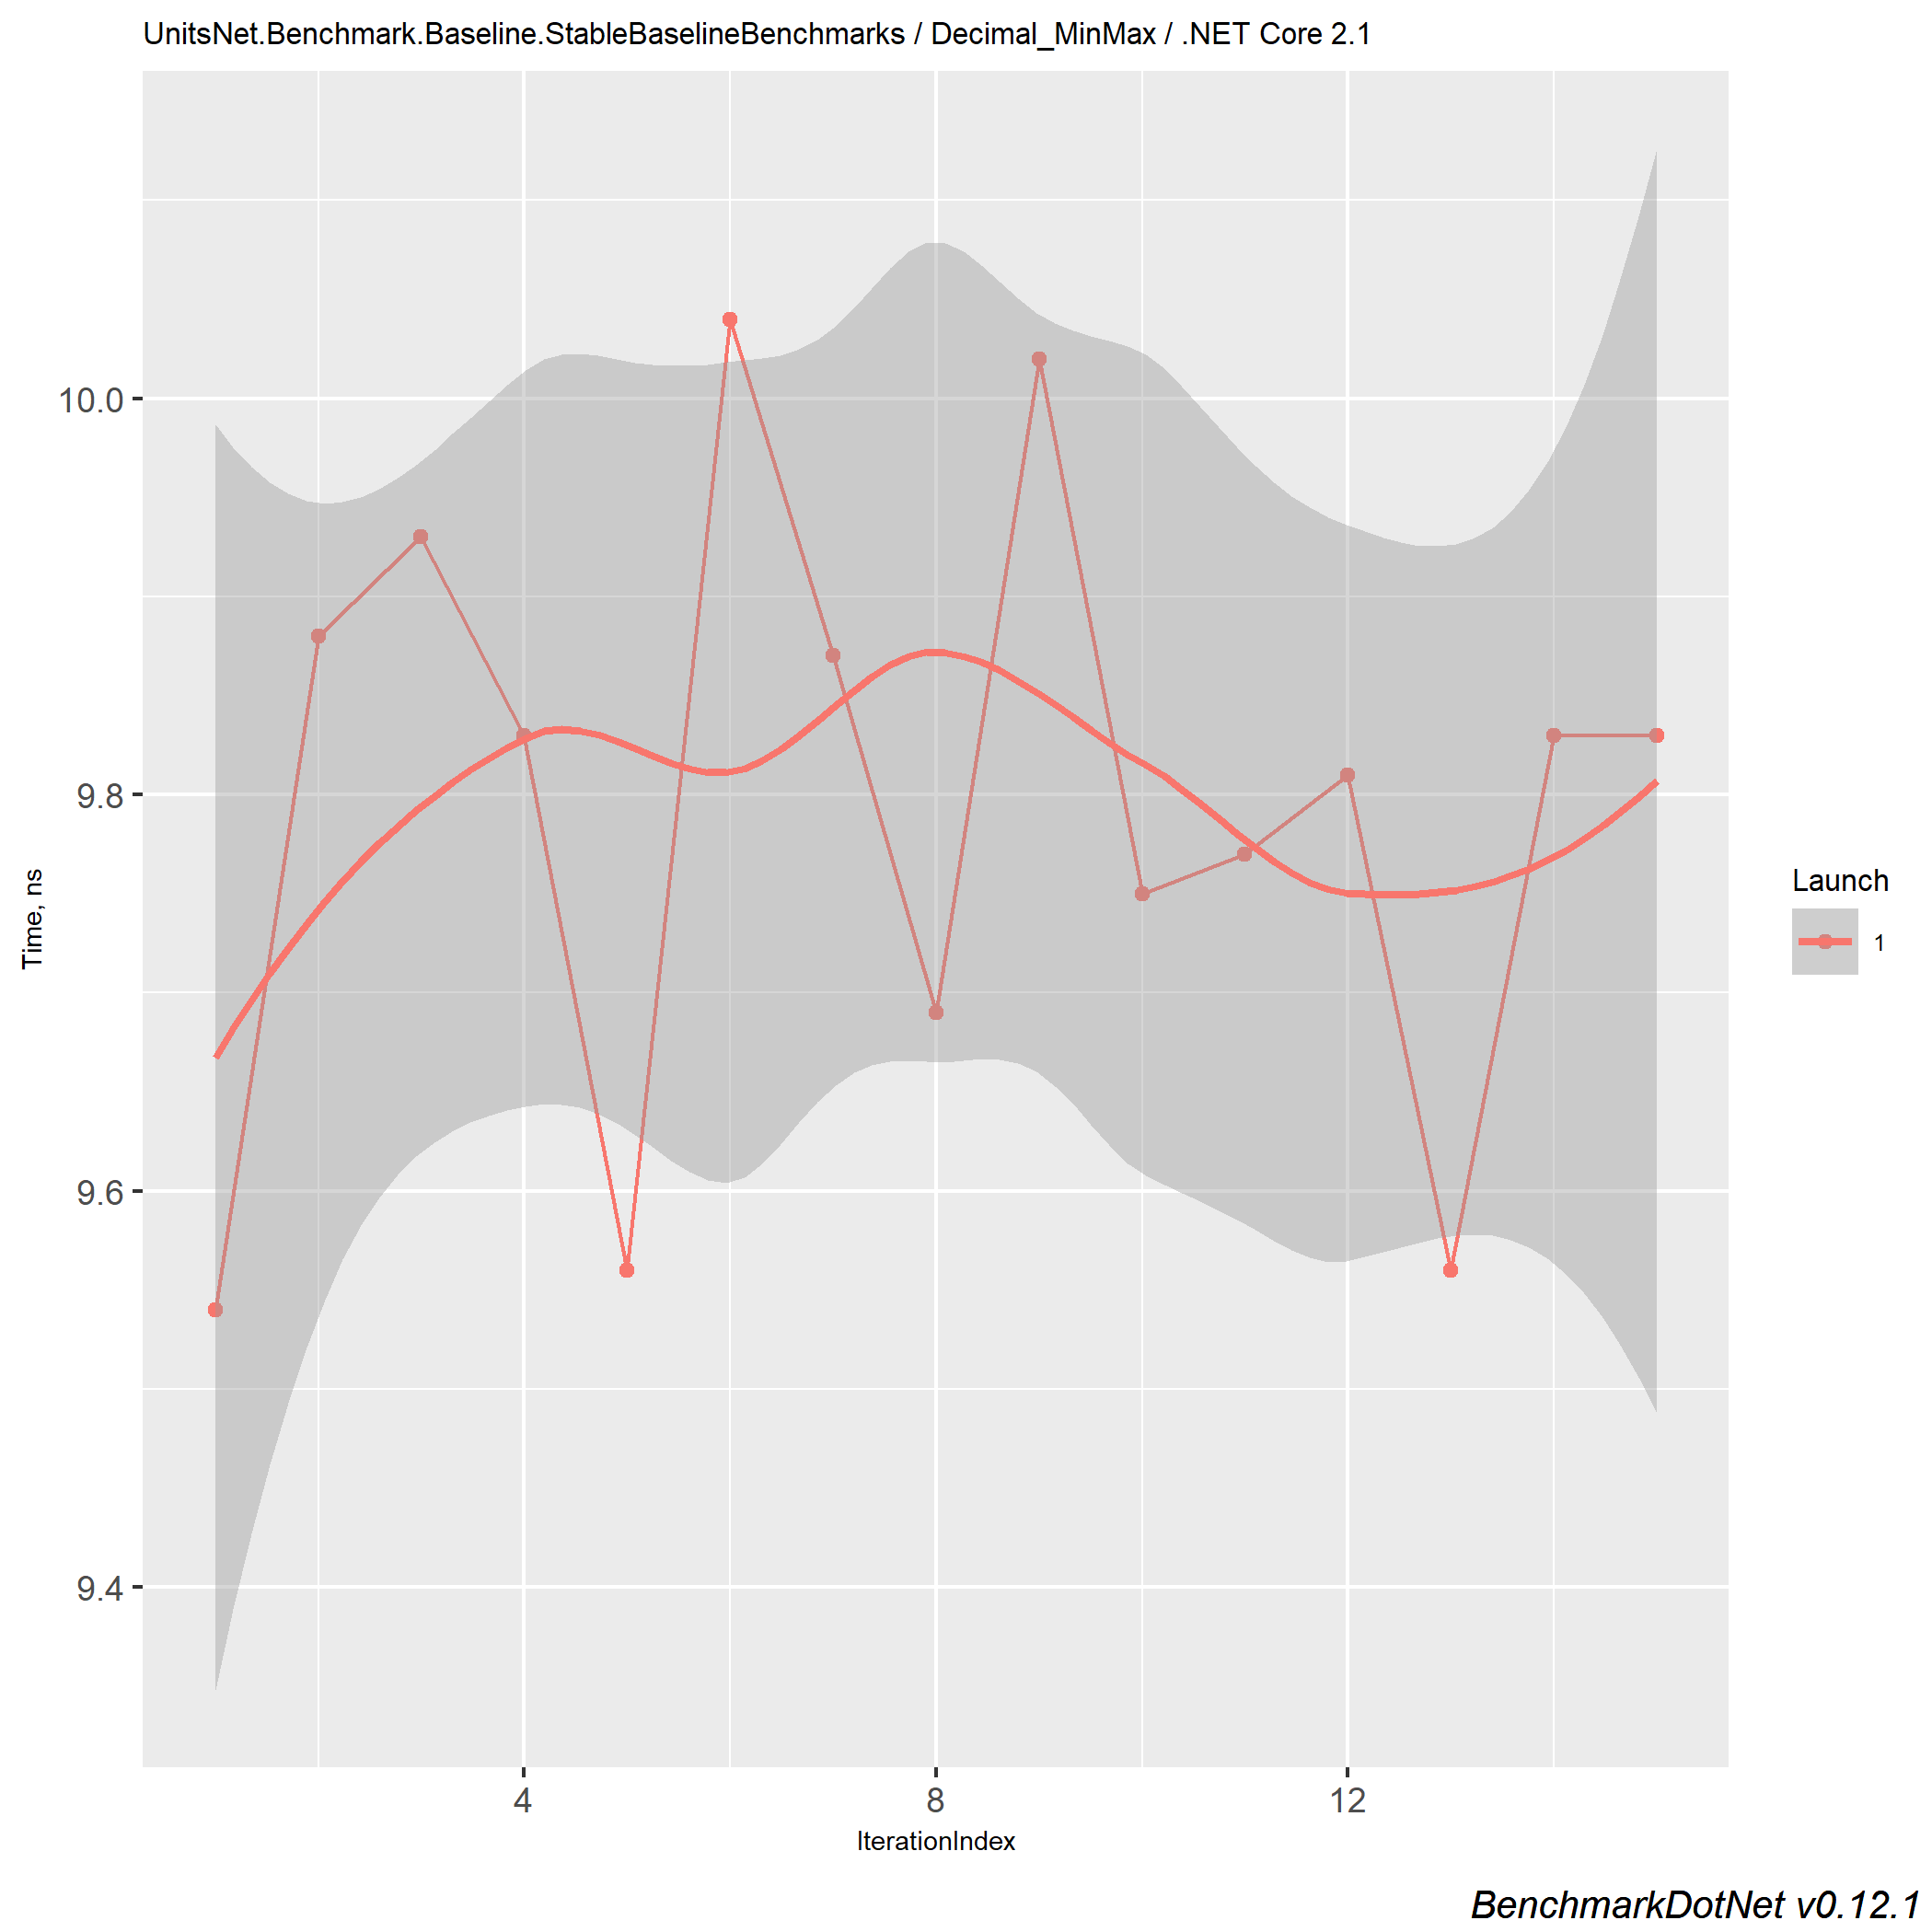 UnitsNet.Benchmark.Baseline.StableBaselineBenchmarks / Decimal_MinMax / .NET Core 2.1
10.0
9.8
9.6
9.4
Time, ns
4
8
12
IterationIndex
Launch
1
BenchmarkDotNet v0.12.1